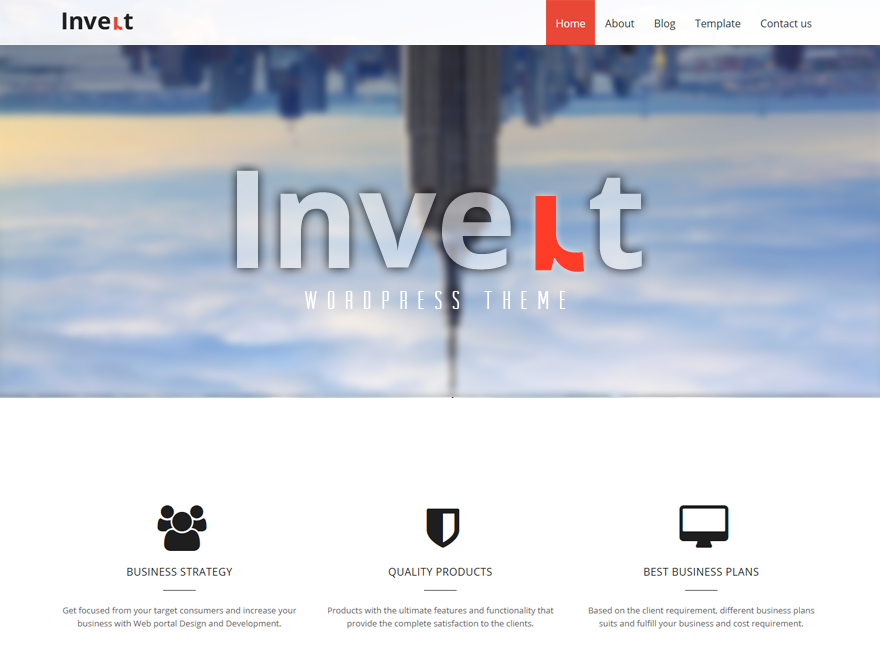 Invert
Home About Blog Template Contact us
Invert
WORDPRESS THEME
BUSINESS STRATEGY
Get focused from your target consumers and increase your
business with Web portal Design and Development.
QUALITY PRODUCTS
Products with the ultimate features and functionality that
provide the complete satisfaction to the clients.
BEST BUSINESS PLANS
Based on the client requirement, different business plans
suits and fulfill your business and cost requirement.